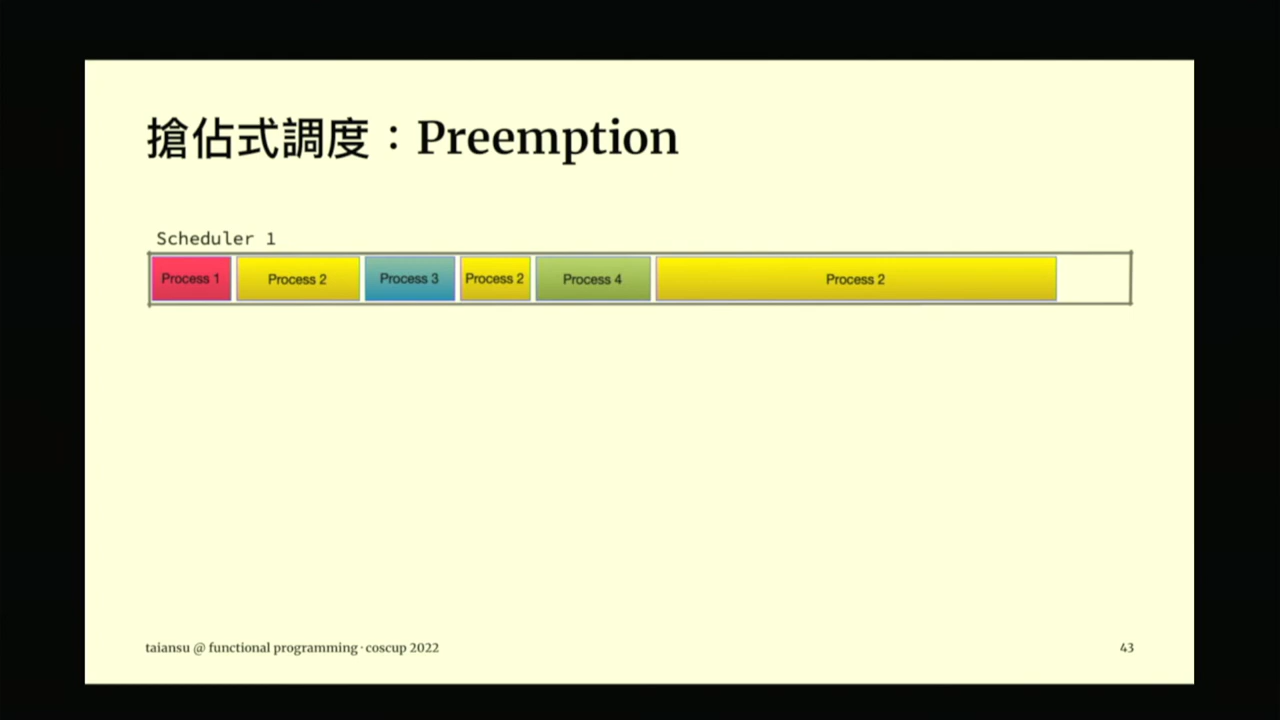 搶佔式調度：Preemption
Scheduler 1
Process 1 Process 2 Process 3 Process 2 Process 4 Process 2
taiansu @ functional programming · coscup 2022 43